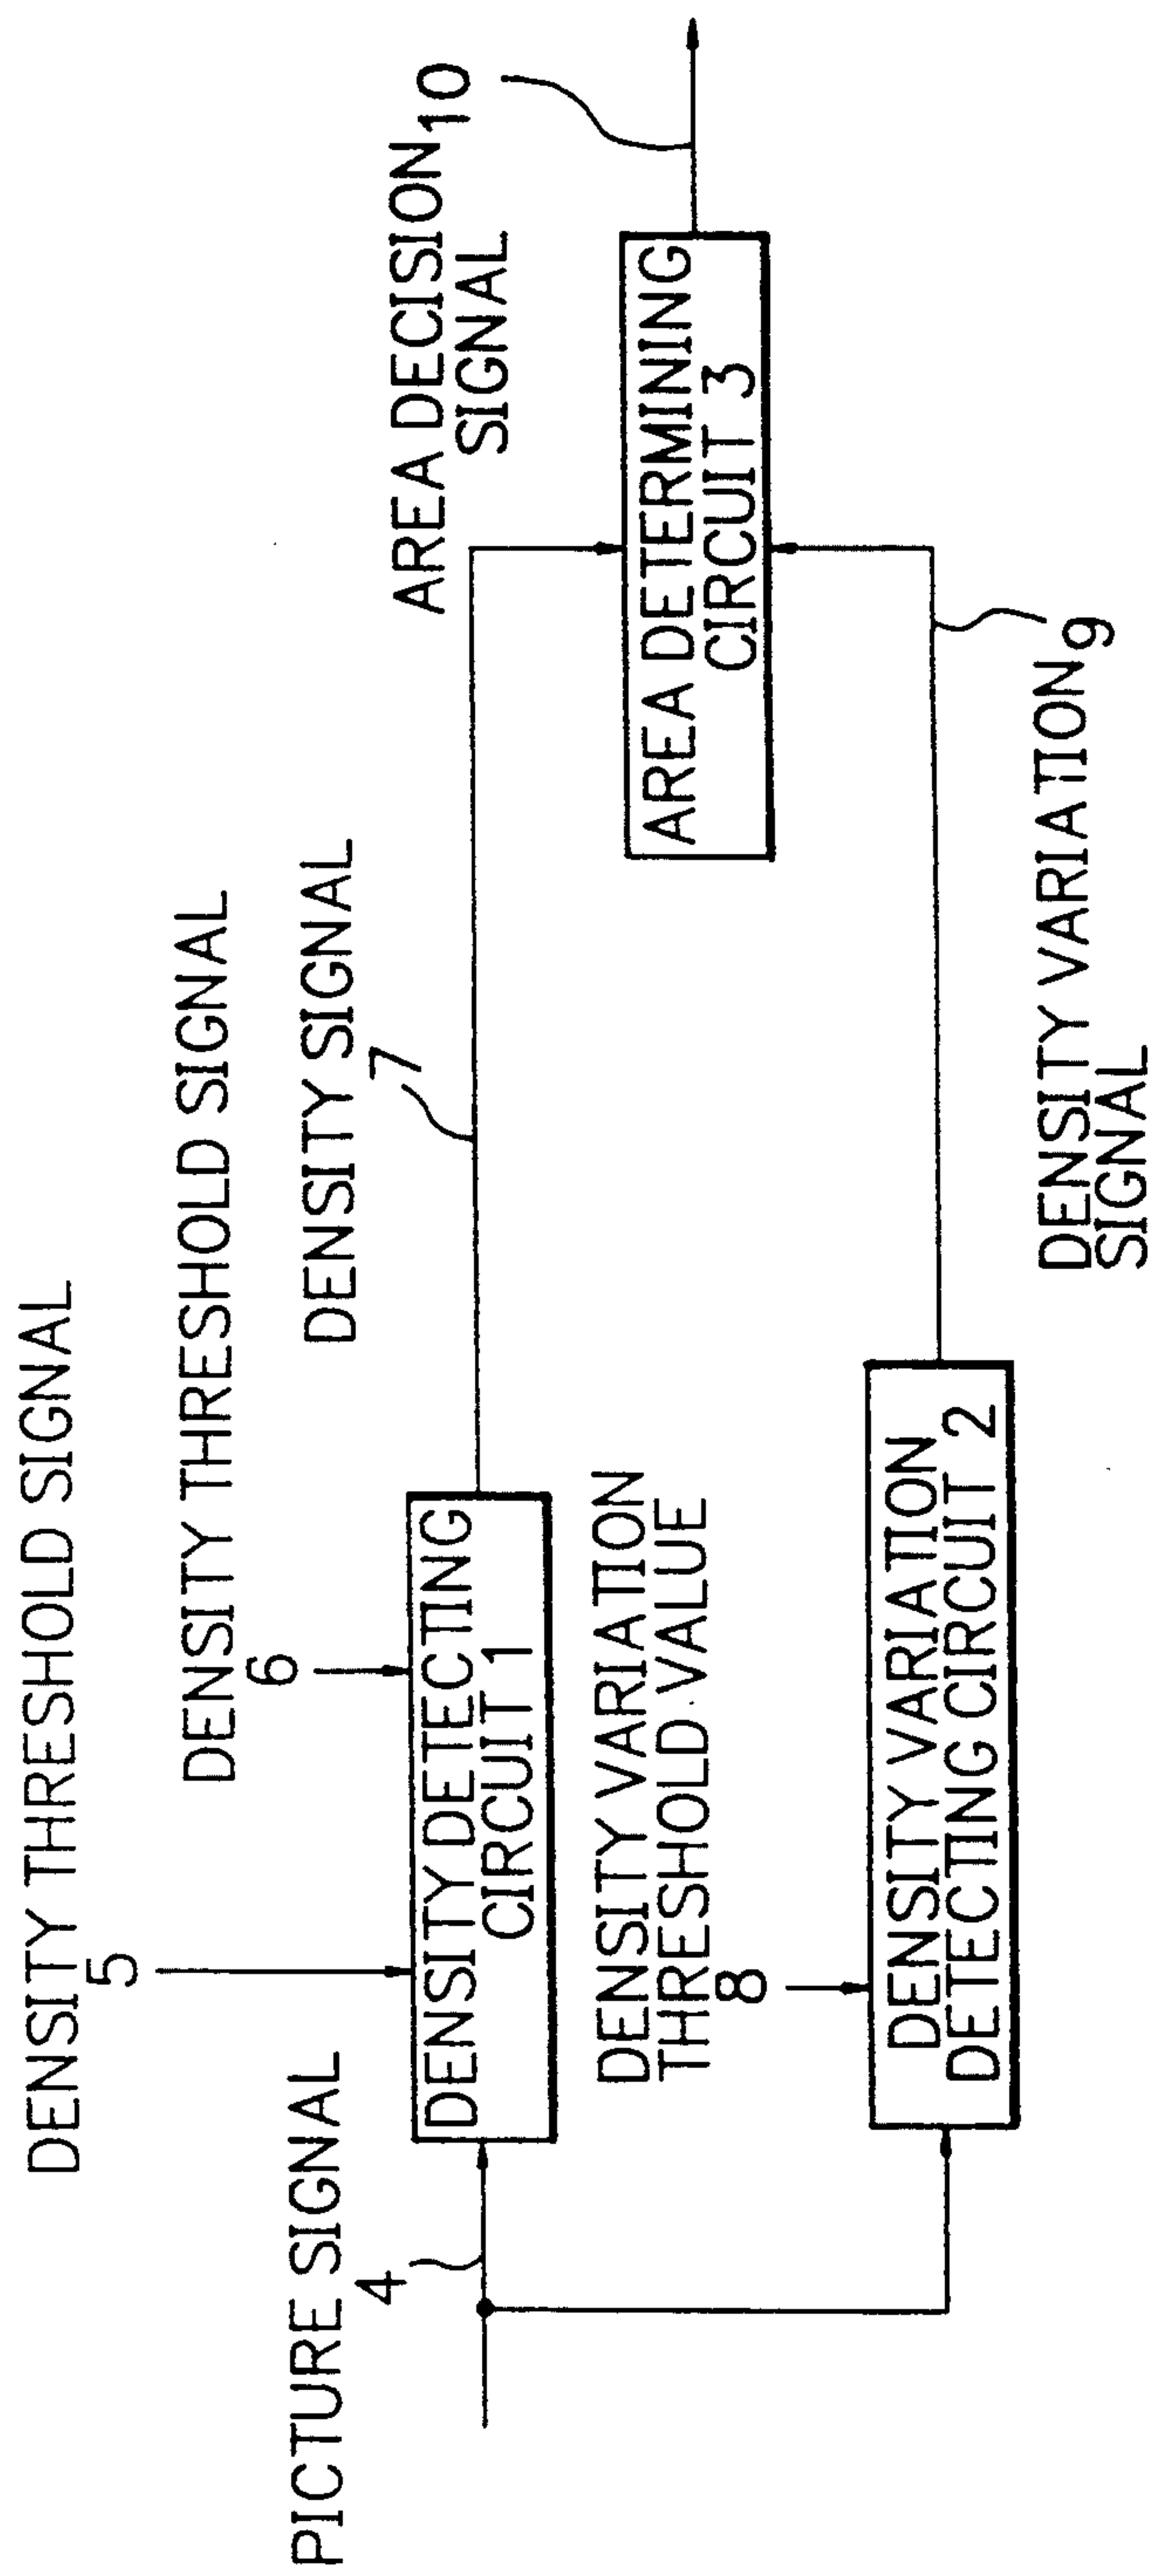 DENSITY THRESHOLD SIGNAL
5
DENSITY THRESHOLD SIGNAL
6
PICTURE SIGNAL
4
DENSITY SIGNAL
7
AREA DECISION
SIGNAL
10
DENSITY DETECTING
CIRCUIT 1
DENSITY VARIATION
THRESHOLD VALUE
8
AREA DETERMINING
CIRCUIT 3
DENSITY VARIATION
DETECTING CIRCUIT 2
DENSITY VARIATION
SIGNAL
9